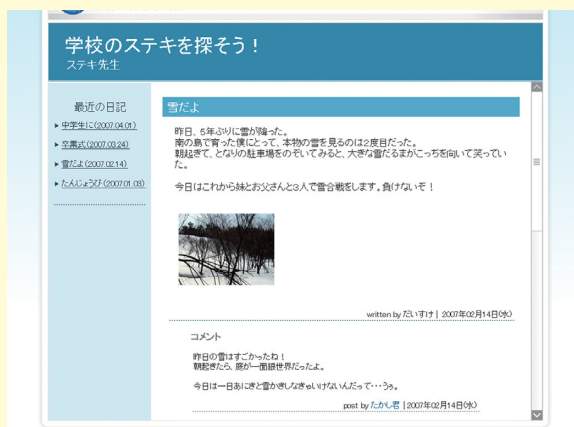 学校のステキを探そう！
ステキ先生
最近の日記
中学生に(2007.04.01)
卒業式(2007.03.24)
雪だよ(2007.02.14)
たんじょうび(2007.01.03)
雪だよ
昨日、5年ぶりに雪が降った。
南の島で育った僕にとって、本物の雪を見るのは2度目だった。
朝起きて、となりの駐車場をのぞいてみると、大きな雪だるまがこっちを向いて笑ってい
た。
今日はこれから妹とお父さんと3人で雪合戦をします。負けないぞ！
written by だいすけ | 2007年02月14日(水)
コメント
昨日の雪はすごかったね！
朝起きたら、庭が一面銀世界だったよ。
今日は一日あにきと雪かきしなきゃいけないんだって・・・うぅ。
post by たかし君 | 2007年02月14日(水)